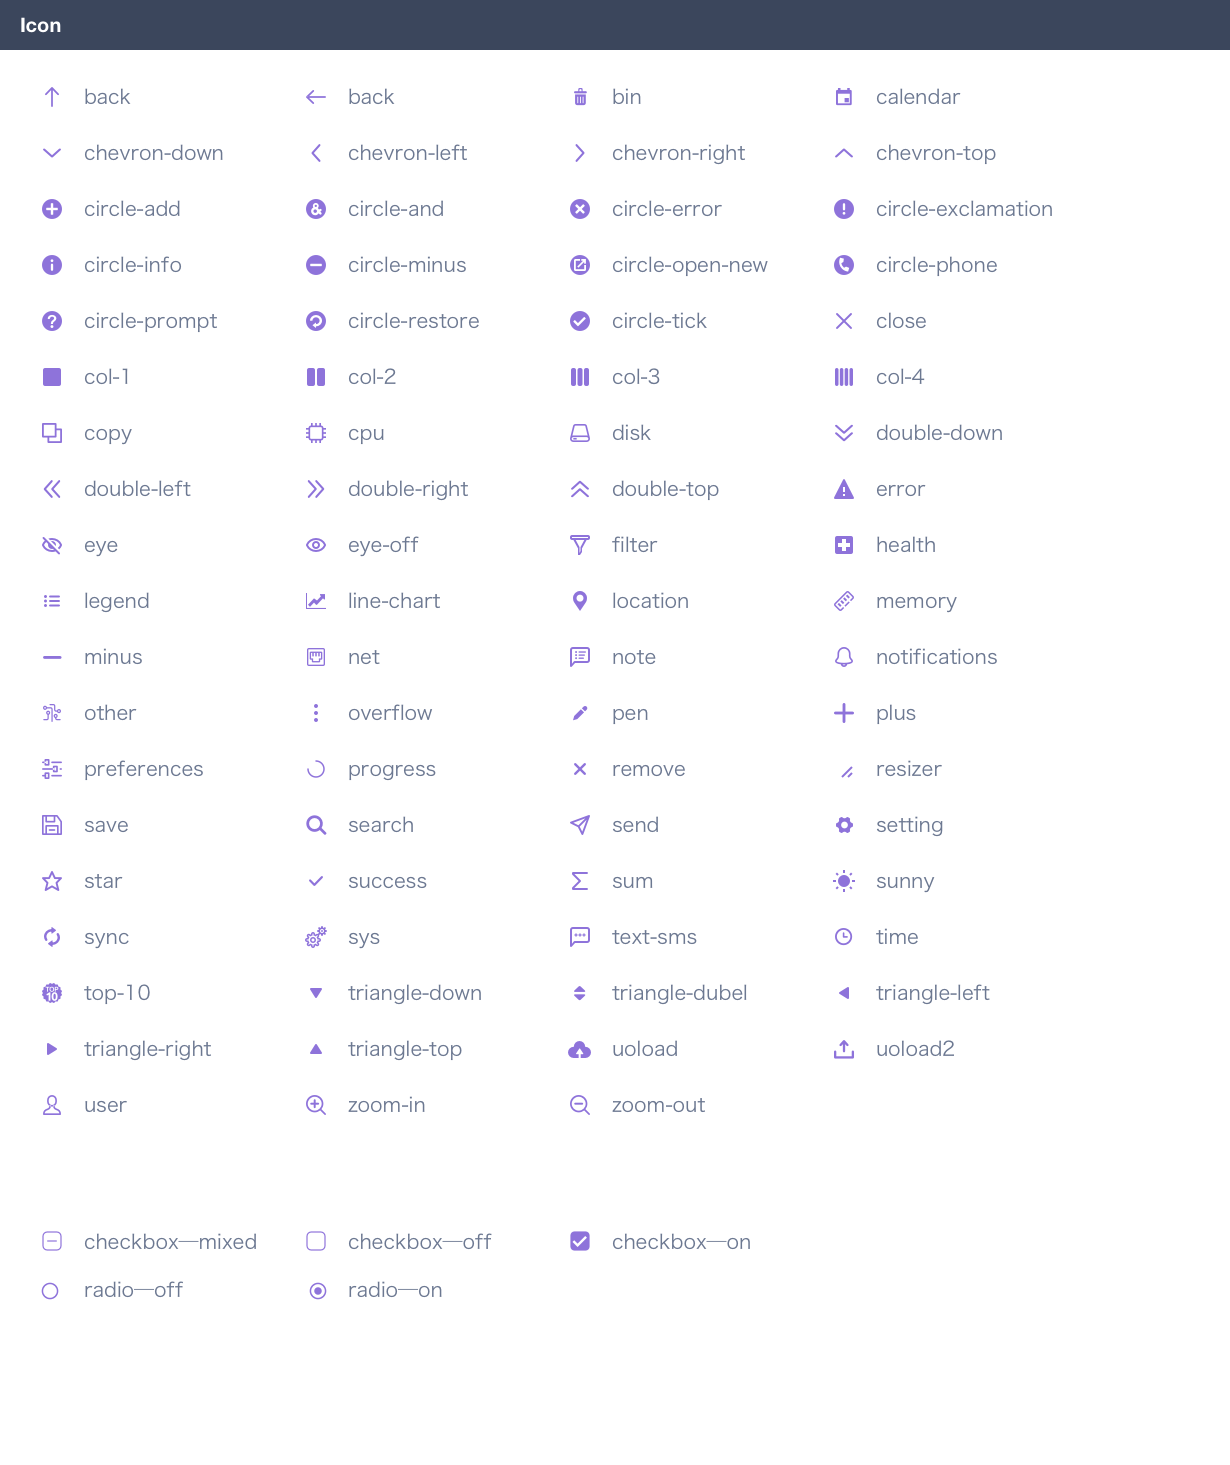 Icon
back back bin calendar
chevron-down chevron-left chevron-right chevron-top
circle-add circle-and circle-error circle-exclamation
circle-info circle-minus circle-open-new circle-phone
circle-prompt circle-restore circle-tick close
col-1 col-2 col-3 col-4
copy cpu disk double-down
double-left double-right double-top error
eye eye-off filter health
legend line-chart location memory
minus net note notifications
other overflow pen plus
preferences progress remove resizer
save search send setting
star success sum sunny
sync sys text-sms time
TOP 10 top-10 triangle-down triangle-dubel triangle-left
triangle-right triangle-top uoload uoload2
user zoom-in zoom-out
checkbox—mixed checkbox—off checkbox—on
radio—off radio—on